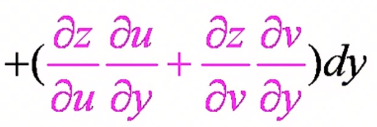 +(∂z/∂u ∂u/∂y + ∂z/∂v ∂v/∂y)dy